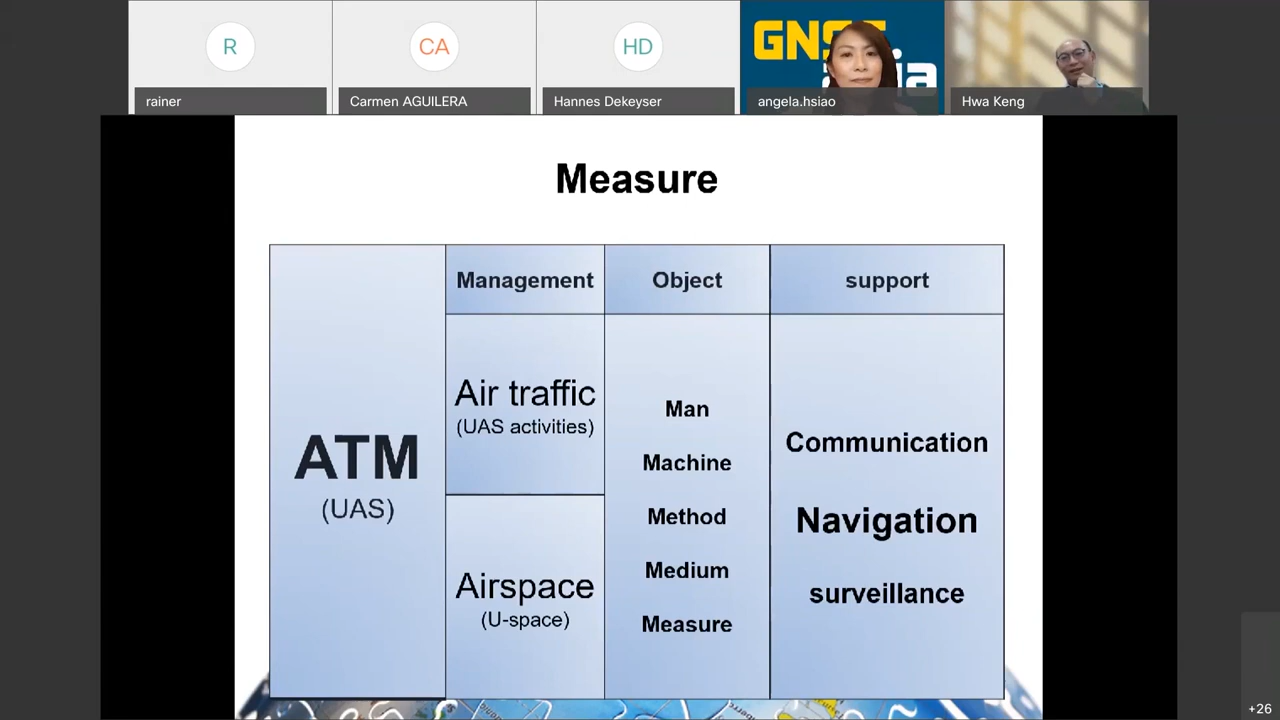 R
CA
HD
rainer
Carmen AGUILERA
Hannes Dekeyser
angela.hsiao
Hwa Keng
Measure
Management
Object
support
ATM
(UAS)
Air traffic
(UAS activities)
Airspace
(U-space)
Man
Machine
Method
Medium
Measure
Communication
Navigation
surveillance
+26